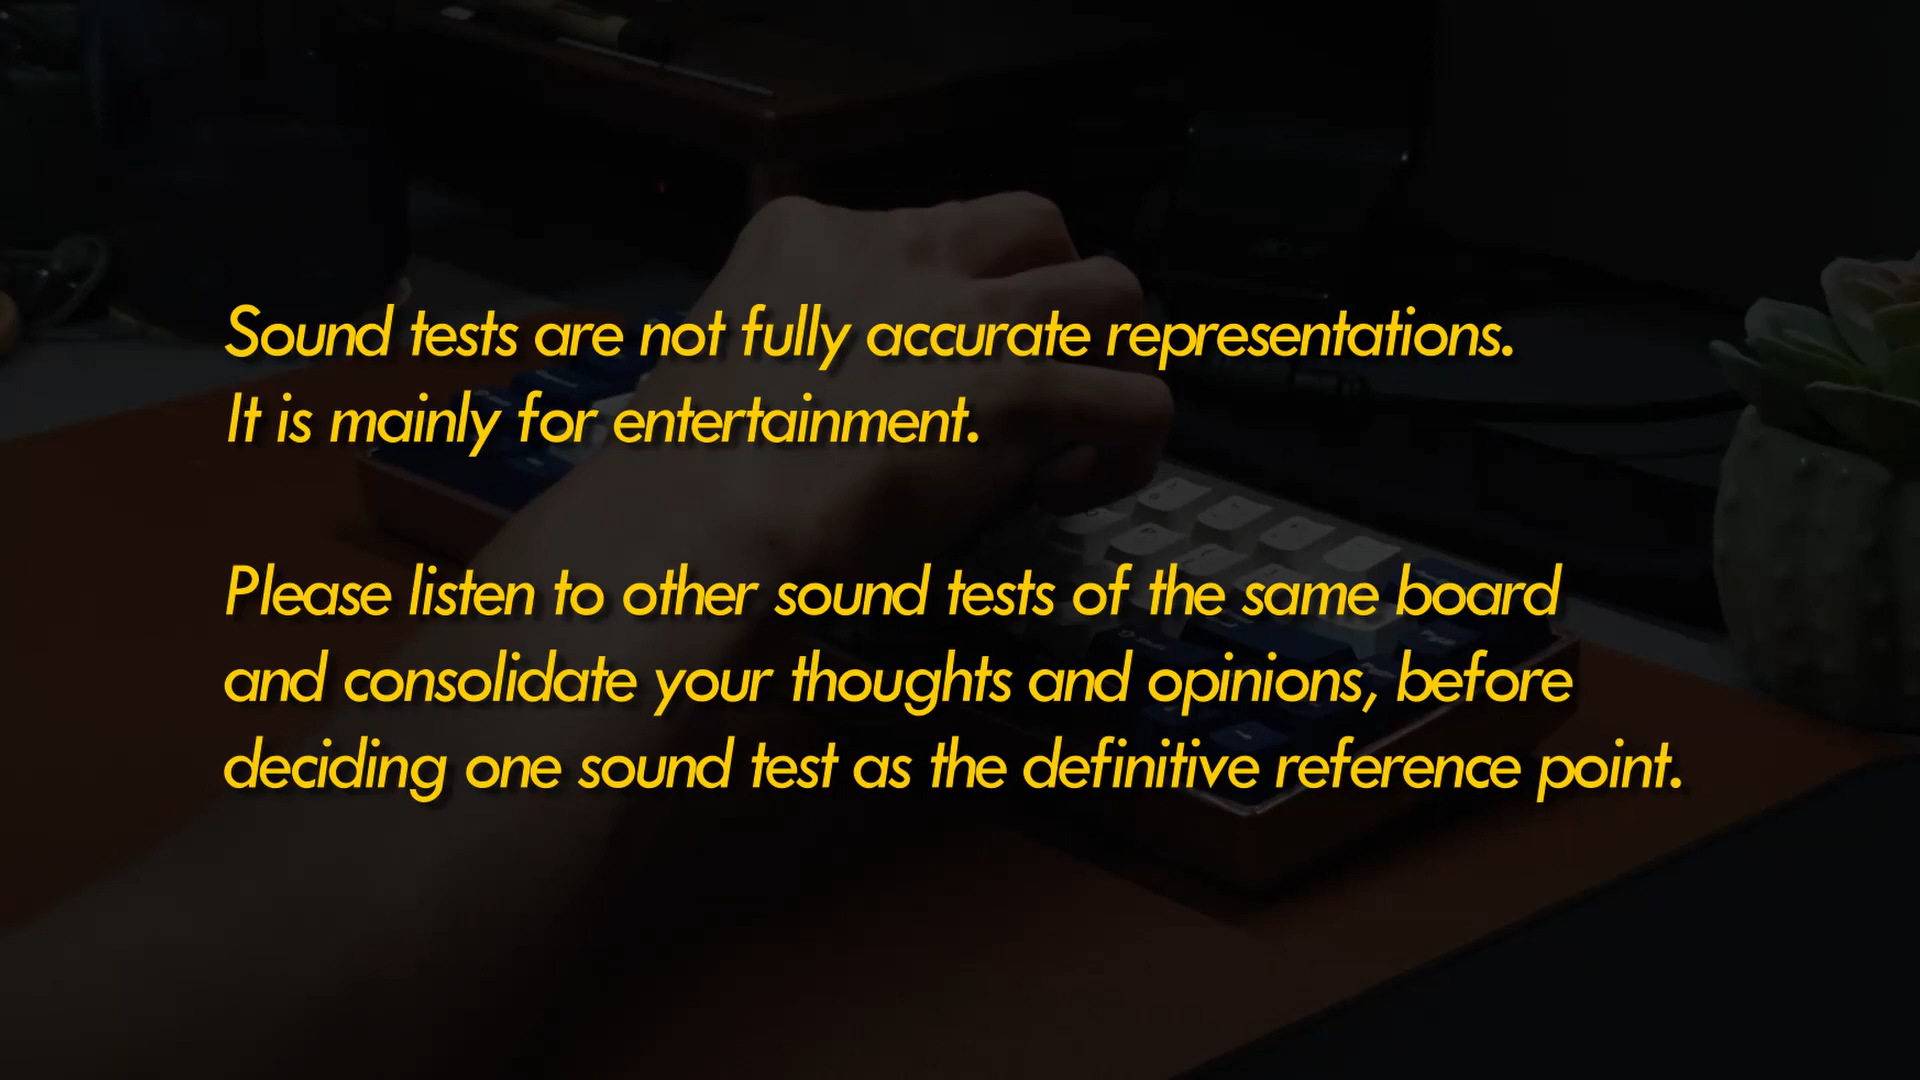 Sound tests are not fully accurate representations.
It is mainly for entertainment.
Please listen to other sound tests of the same board
and consolidate your thoughts and opinions, before
deciding one sound test as the definitive reference point.